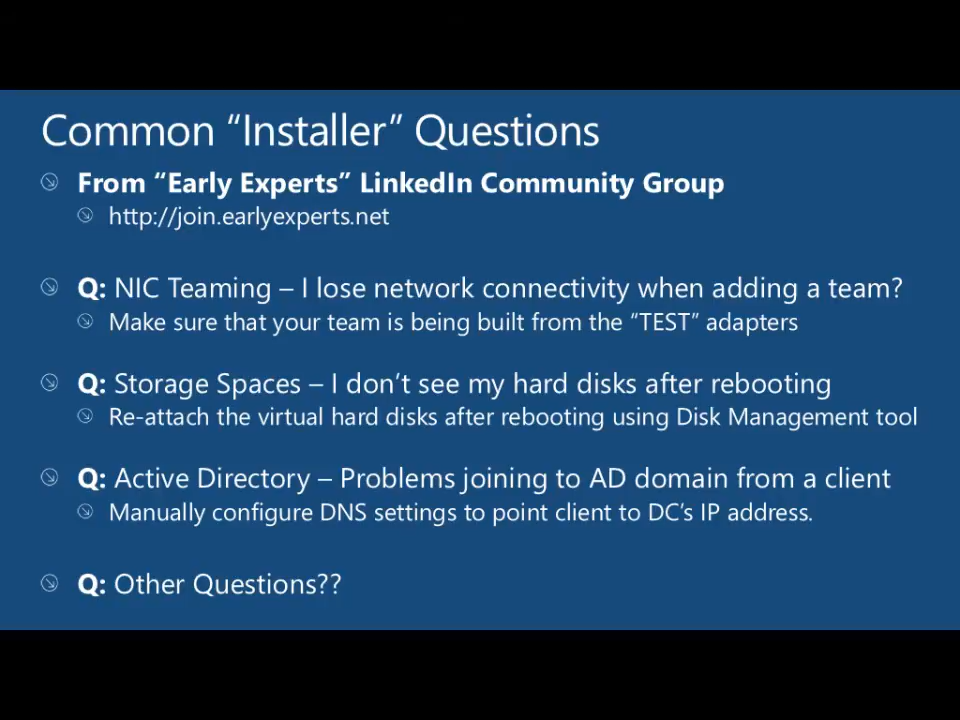 Common “Installer” Questions
From “Early Experts” LinkedIn Community Group
http://join.earlyexperts.net
Q: NIC Teaming – I lose network connectivity when adding a team?
Make sure that your team is being built from the “TEST” adapters
Q: Storage Spaces – I don’t see my hard disks after rebooting
Re-attach the virtual hard disks after rebooting using Disk Management tool
Q: Active Directory – Problems joining to AD domain from a client
Manually configure DNS settings to point client to DC’s IP address.
Q: Other Questions??